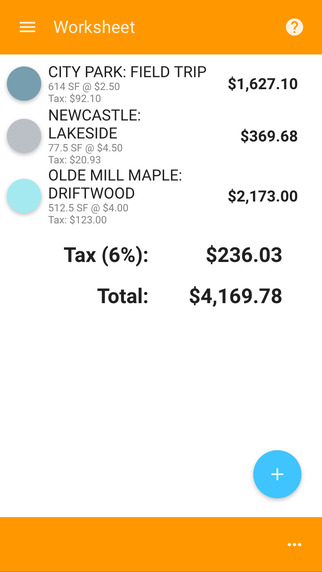 Worksheet
CITY PARK: FIELD TRIP
614 SF @ $2.50
Tax: $92.10
$1,627.10
NEWCASTLE:
LAKESIDE
77.5 SF @ $4.50
Tax: $20.93
$369.68
OLDE MILL MAPLE:
DRIFTWOOD
512.5 SF @ $4.00
Tax: $123.00
$2,173.00
Tax (6%): $236.03
Total: $4,169.78